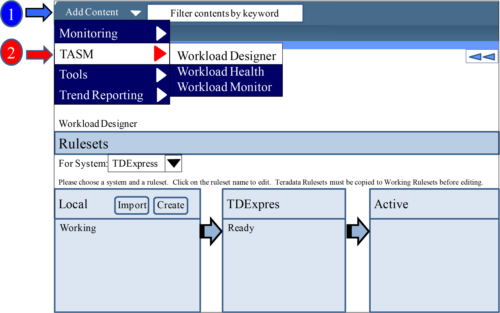 1
Add Content
Filter contents by keyword
Monitoring
2
TASM
Workload Designer
Tools
Workload Health
Trend Reporting
Workload Monitor
Workload Designer
Rulesets
For System: TDExpress
Please choose a system and a ruleset. Click on the ruleset name to edit. Teradata Rulesets must be copied to Working Rulesets before editing.
Local Import Create
TDExpres
Active
Working
Ready